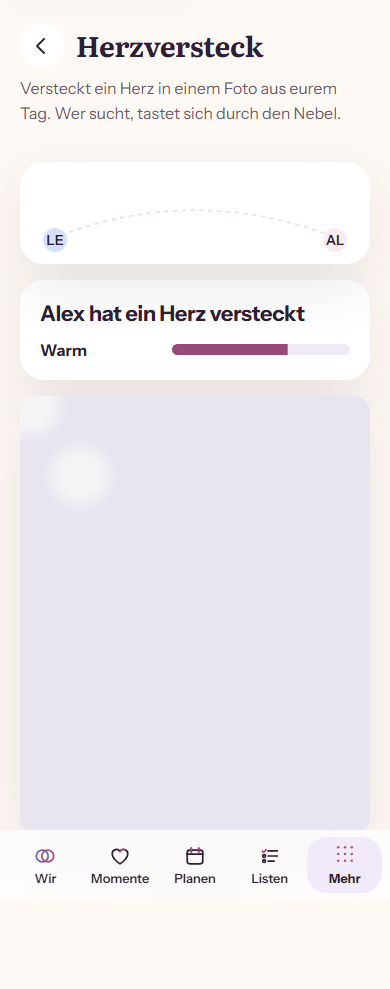 Herzversteck
Versteckt ein Herz in einem Foto aus eurem
Tag. Wer sucht, tastet sich durch den Nebel.
LE
AL
Alex hat ein Herz versteckt
Warm
Wir
Momente
Planen
Listen
Mehr